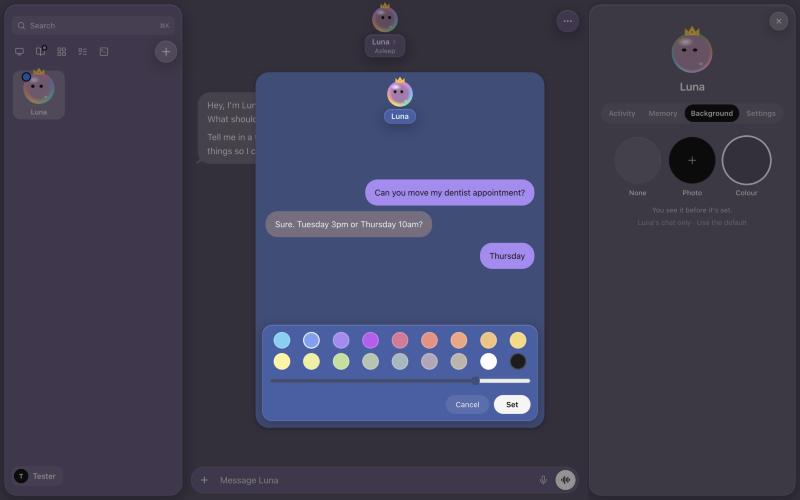 Search
⌘K
Luna
T
Tester
Luna
Asleep
Hey, I'm Lun
What should
Tell me in a
things so I c
Luna
Can you move my dentist appointment?
Sure. Tuesday 3pm or Thursday 10am?
Thursday
Cancel
Set
Message Luna
Luna
Activity
Memory
Background
Settings
None
Photo
Colour
You see it before it's set.
Luna's chat only · Use the default